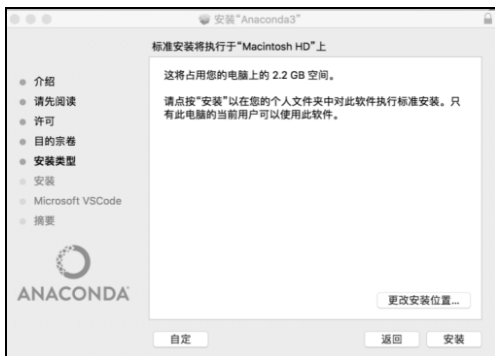 安装“Anaconda3”
标准安装将执行于“Macintosh HD”上
介绍
请先阅读
许可
目的宗卷
安装类型
安装
Microsoft VSCode
摘要
ANACONDA
这将占用您的电脑上的 2.2 GB 空间。
请点按“安装”以在您的个人文件夹中对此软件执行标准安装。只
有此电脑的当前用户可以使用此软件。
更改安装位置...
自定
返回
安装